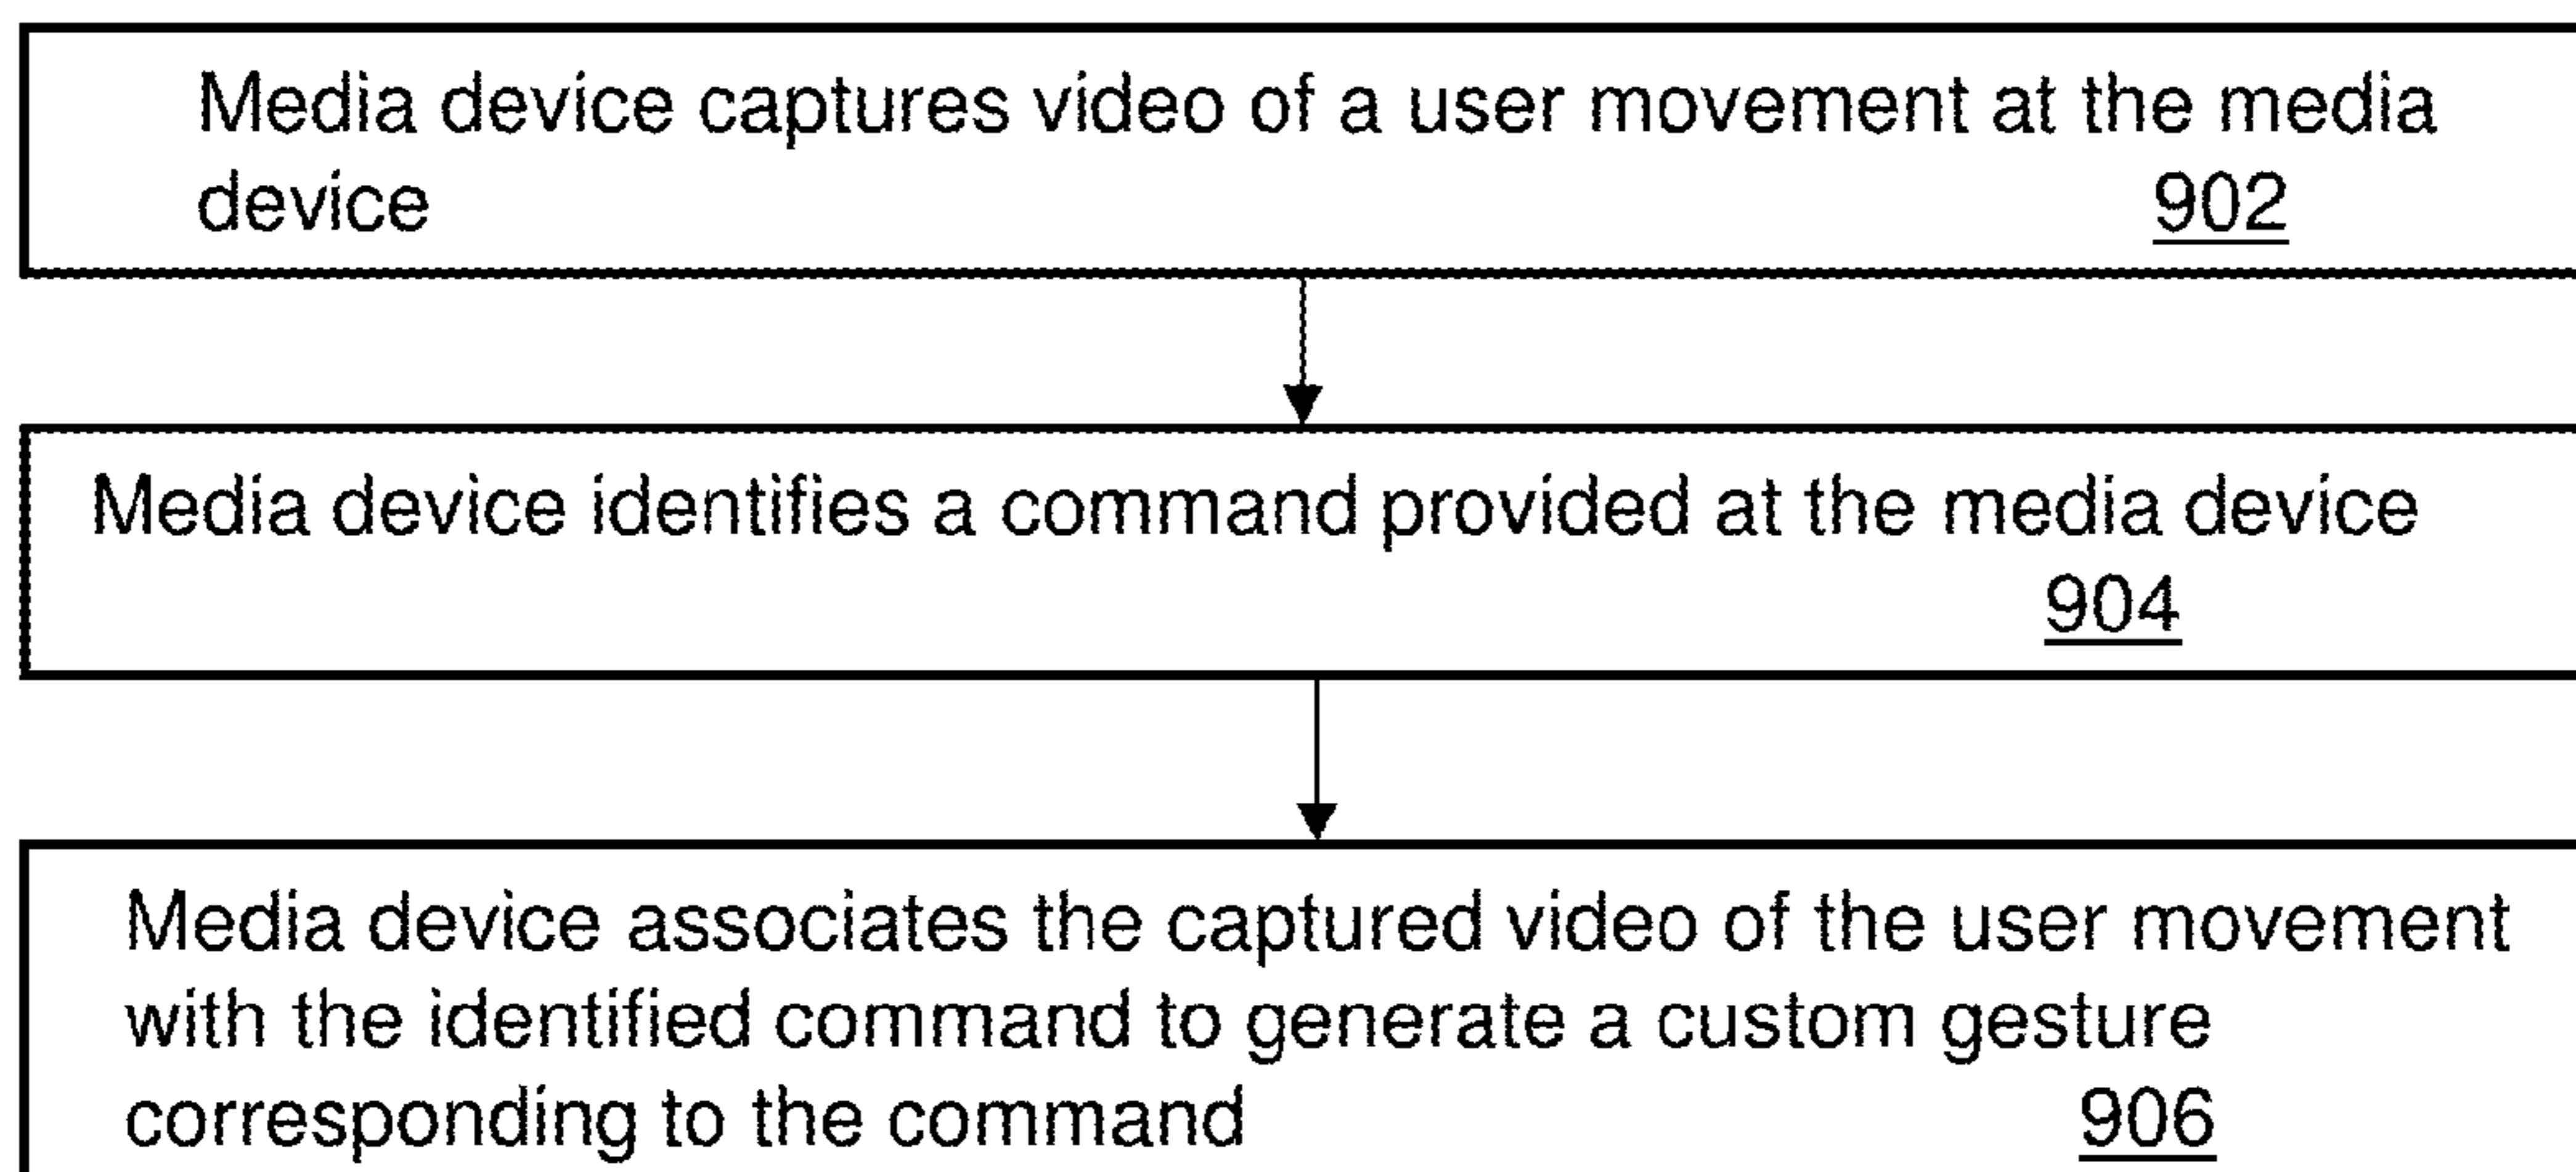 Media device captures video of a user movement at the media
device 902
Media device identifies a command provided at the media device
904
Media device associates the captured video of the user movement
with the identified command to generate a custom gesture
corresponding to the command 906